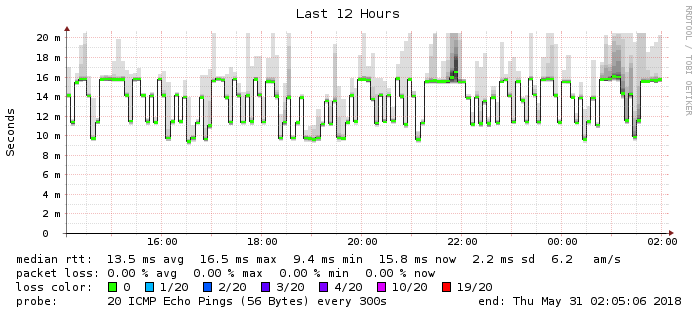 Last 12 Hours
RRDTOOL / TOBI OETIKER
Seconds
20 m
18 m
16 m
14 m
12 m
10 m
8 m
6 m
4 m
2 m
0
16:00 18:00 20:00 22:00 00:00 02:00
median rtt: 13.5 ms avg 16.5 ms max 9.4 ms min 15.8 ms now 2.2 ms sd 6.2 am/s
packet loss: 0.00 % avg 0.00 % max 0.00 % min 0.00 % now
loss color: 0 1/20 2/20 3/20 4/20 10/20 19/20
probe: 20 ICMP Echo Pings (56 Bytes) every 300s end: Thu May 31 02:05:06 2018